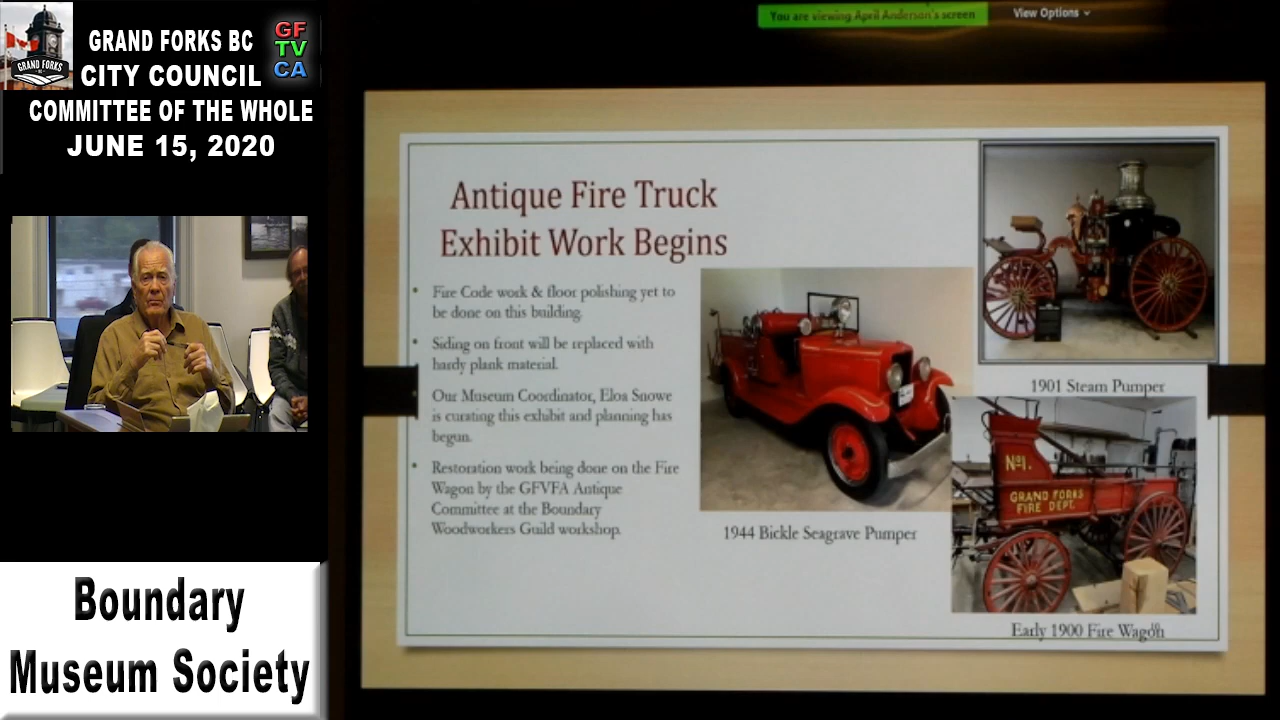 GRAND FORKS BC
CITY COUNCIL
COMMITTEE OF THE WHOLE
JUNE 15, 2020
GRAND FORKS
BC
GF
TV
CA
Boundary
Museum Society
You are viewing April Anderson's screen
View Options
Antique Fire Truck
Exhibit Work Begins
• Fire Code work & floor polishing yet to
be done on this building.
• Siding on front will be replaced with
hardy plank material.
• Our Museum Coordinator, Eloa Snowe
is curating this exhibit and planning has
begun.
• Restoration work being done on the Fire
Wagon by the GFVFA Antique
Committee at the Boundary
Woodworkers Guild workshop.
1901 Steam Pumper
1944 Bickle Seagrave Pumper
No1.
GRAND FORKS
FIRE DEPT.
Early 1900 Fire Wagon